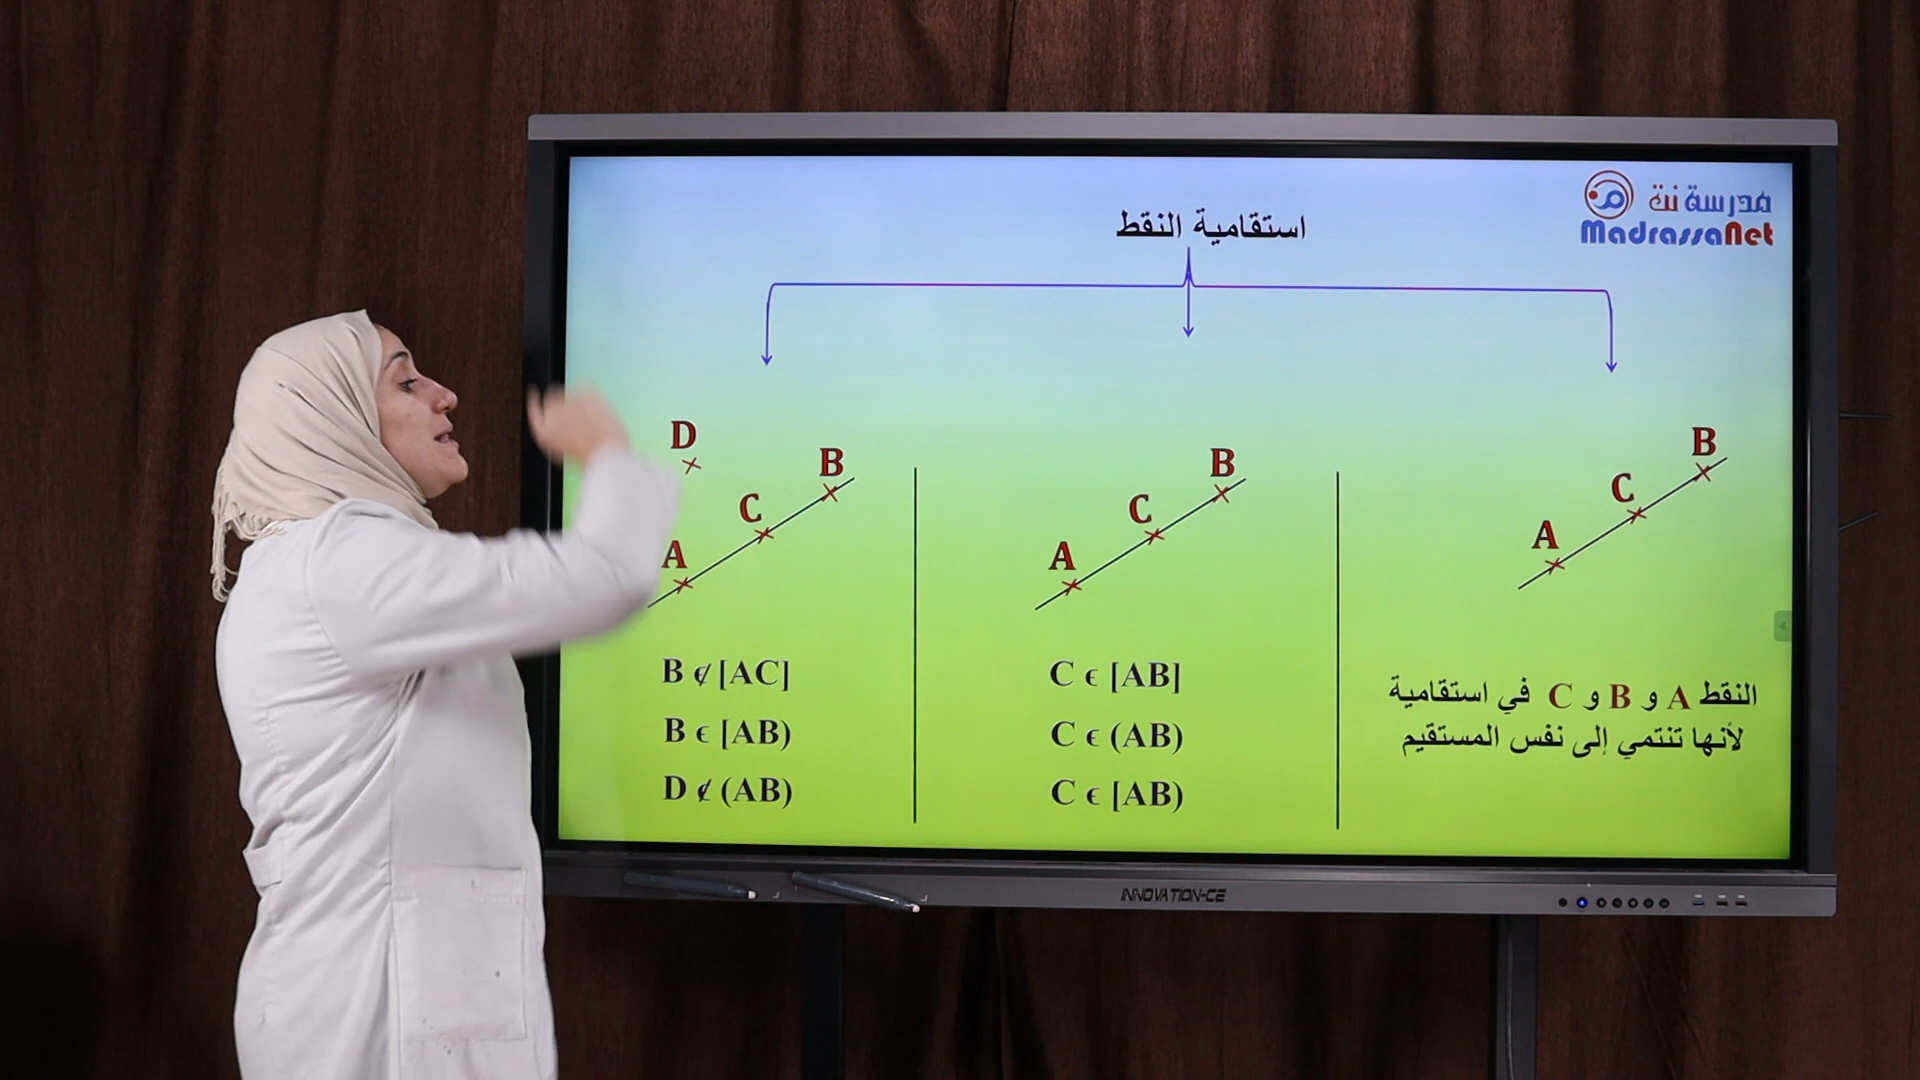 مدرسة نت
MadrassaNet
استقامية النقط
B
C
A
النقط A و B و C في استقامية
لأنها تنتمي إلى نفس المستقيم
B
C
A
C ϵ [AB]
C ϵ (AB)
C ϵ [AB)
D
B
C
A
B ∉ [AC]
B ϵ [AB)
D ∉ (AB)
INNOVATION-CE